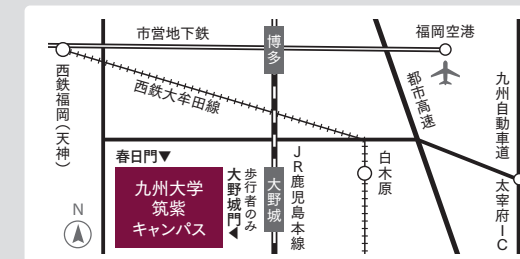 市営地下鉄
博多
福岡空港
西鉄福岡(天神)
西鉄大牟田線
都市高速
九州自動車道
春日門▼
九州大学
筑紫
キャンパス
歩行者のみ
大野城門▼
大野城
JR鹿児島本線
白木原
太宰府IC
N